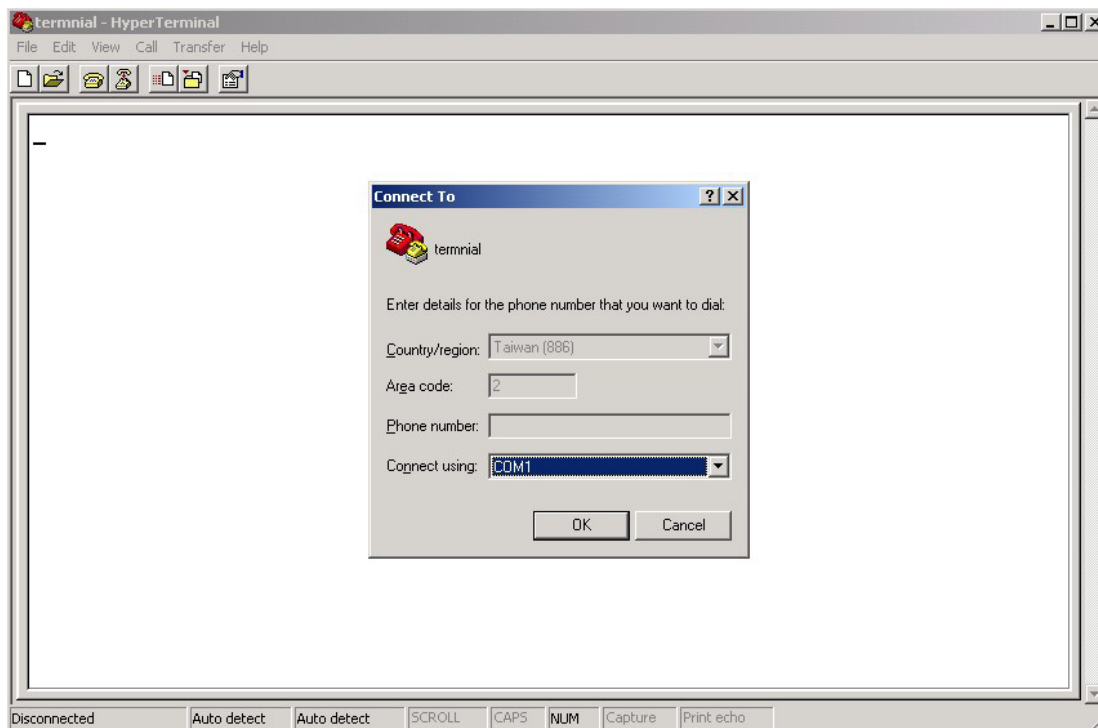 termnial - HyperTerminal
File Edit View Call Transfer Help
Connect To
termnial
Enter details for the phone number that you want to dial:
Country/region: Taiwan (886)
Area code: 2
Phone number:
Connect using: COM1
OK Cancel
Disconnected Auto detect Auto detect SCROLL CAPS NUM Capture Print echo